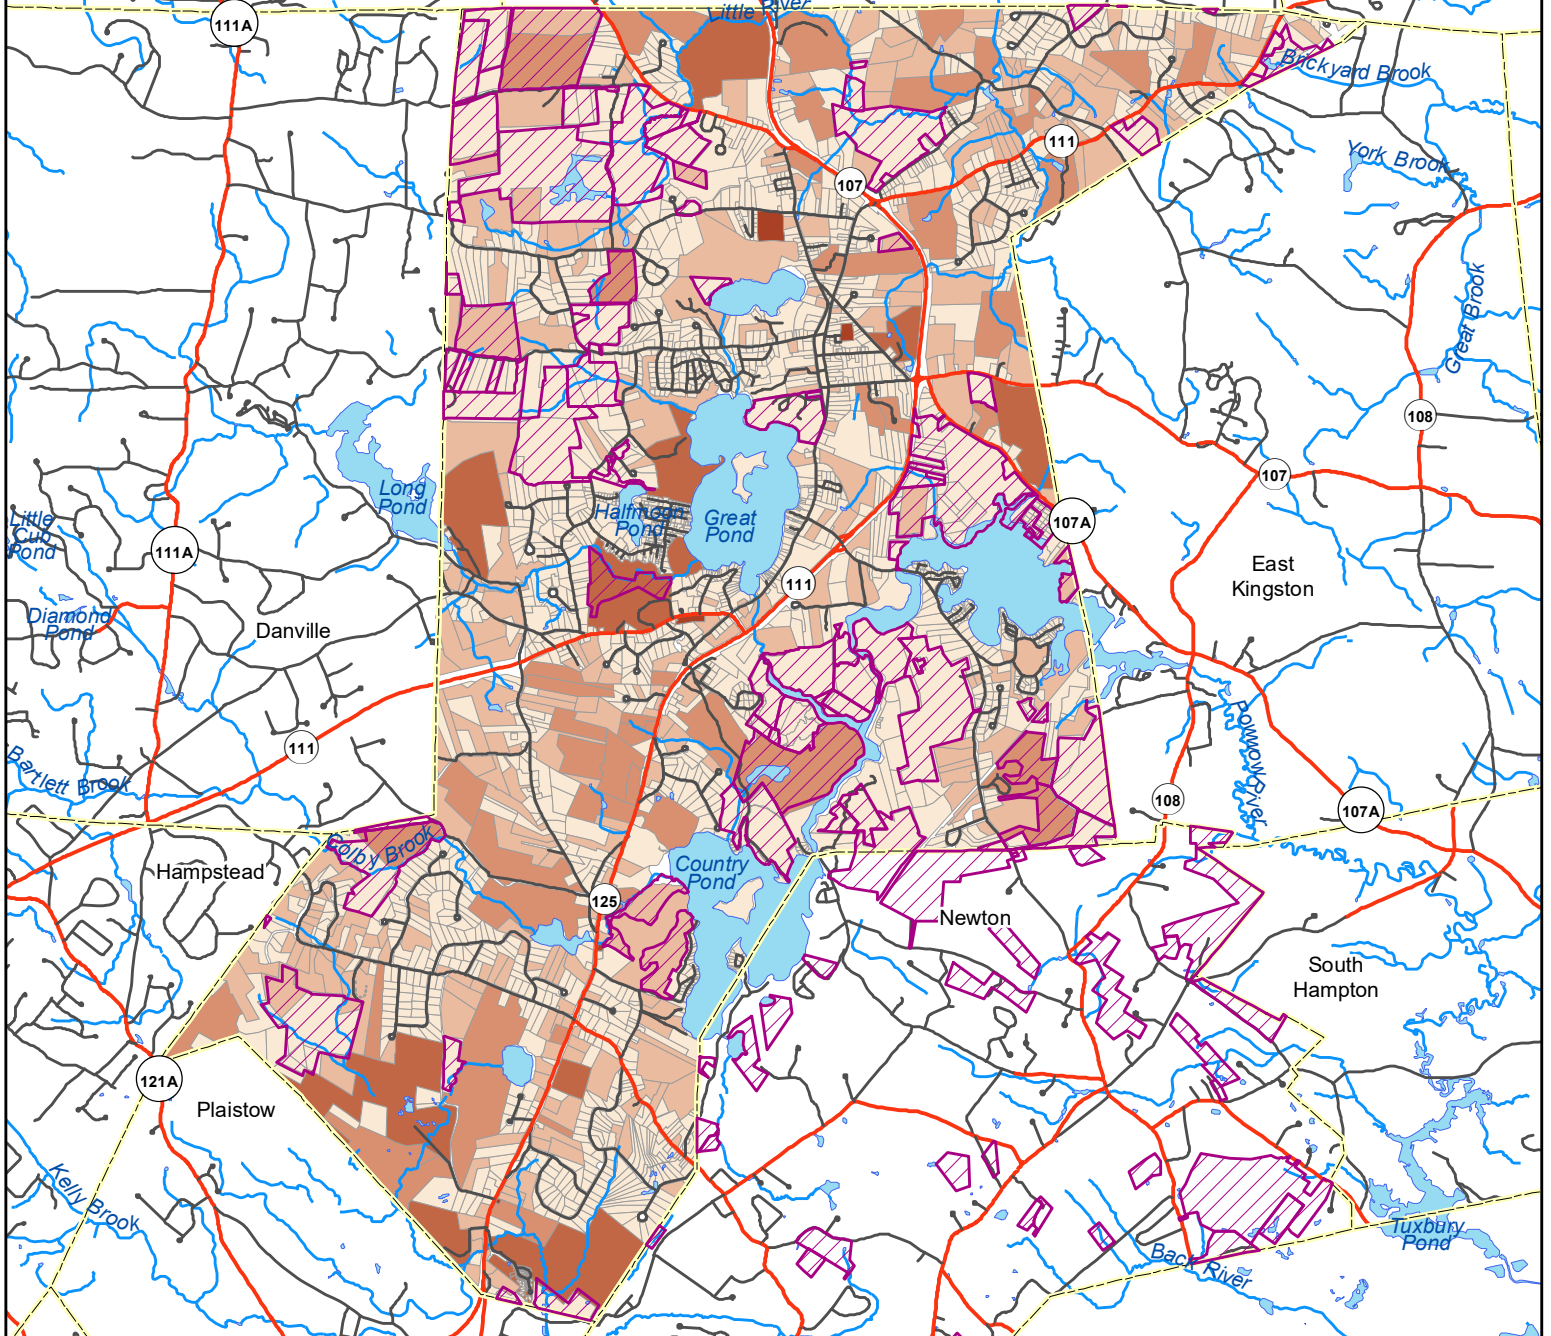 111A
Little River
Brickyard Brook
111
York Brook
107
Great Brook
108
107
Long
Pond
Halfmoon
Pond
Great
Pond
107A
Little
Cub
Pond
111A
East
Kingston
111
Diamond
Pond
Danville
Powwow River
111
Bartlett Brook
108
107A
Colby Brook
Hampstead
Country
Pond
125
Newton
South
Hampton
121A
Plaistow
Kelly Brook
Tuxbury
Pond
Back River